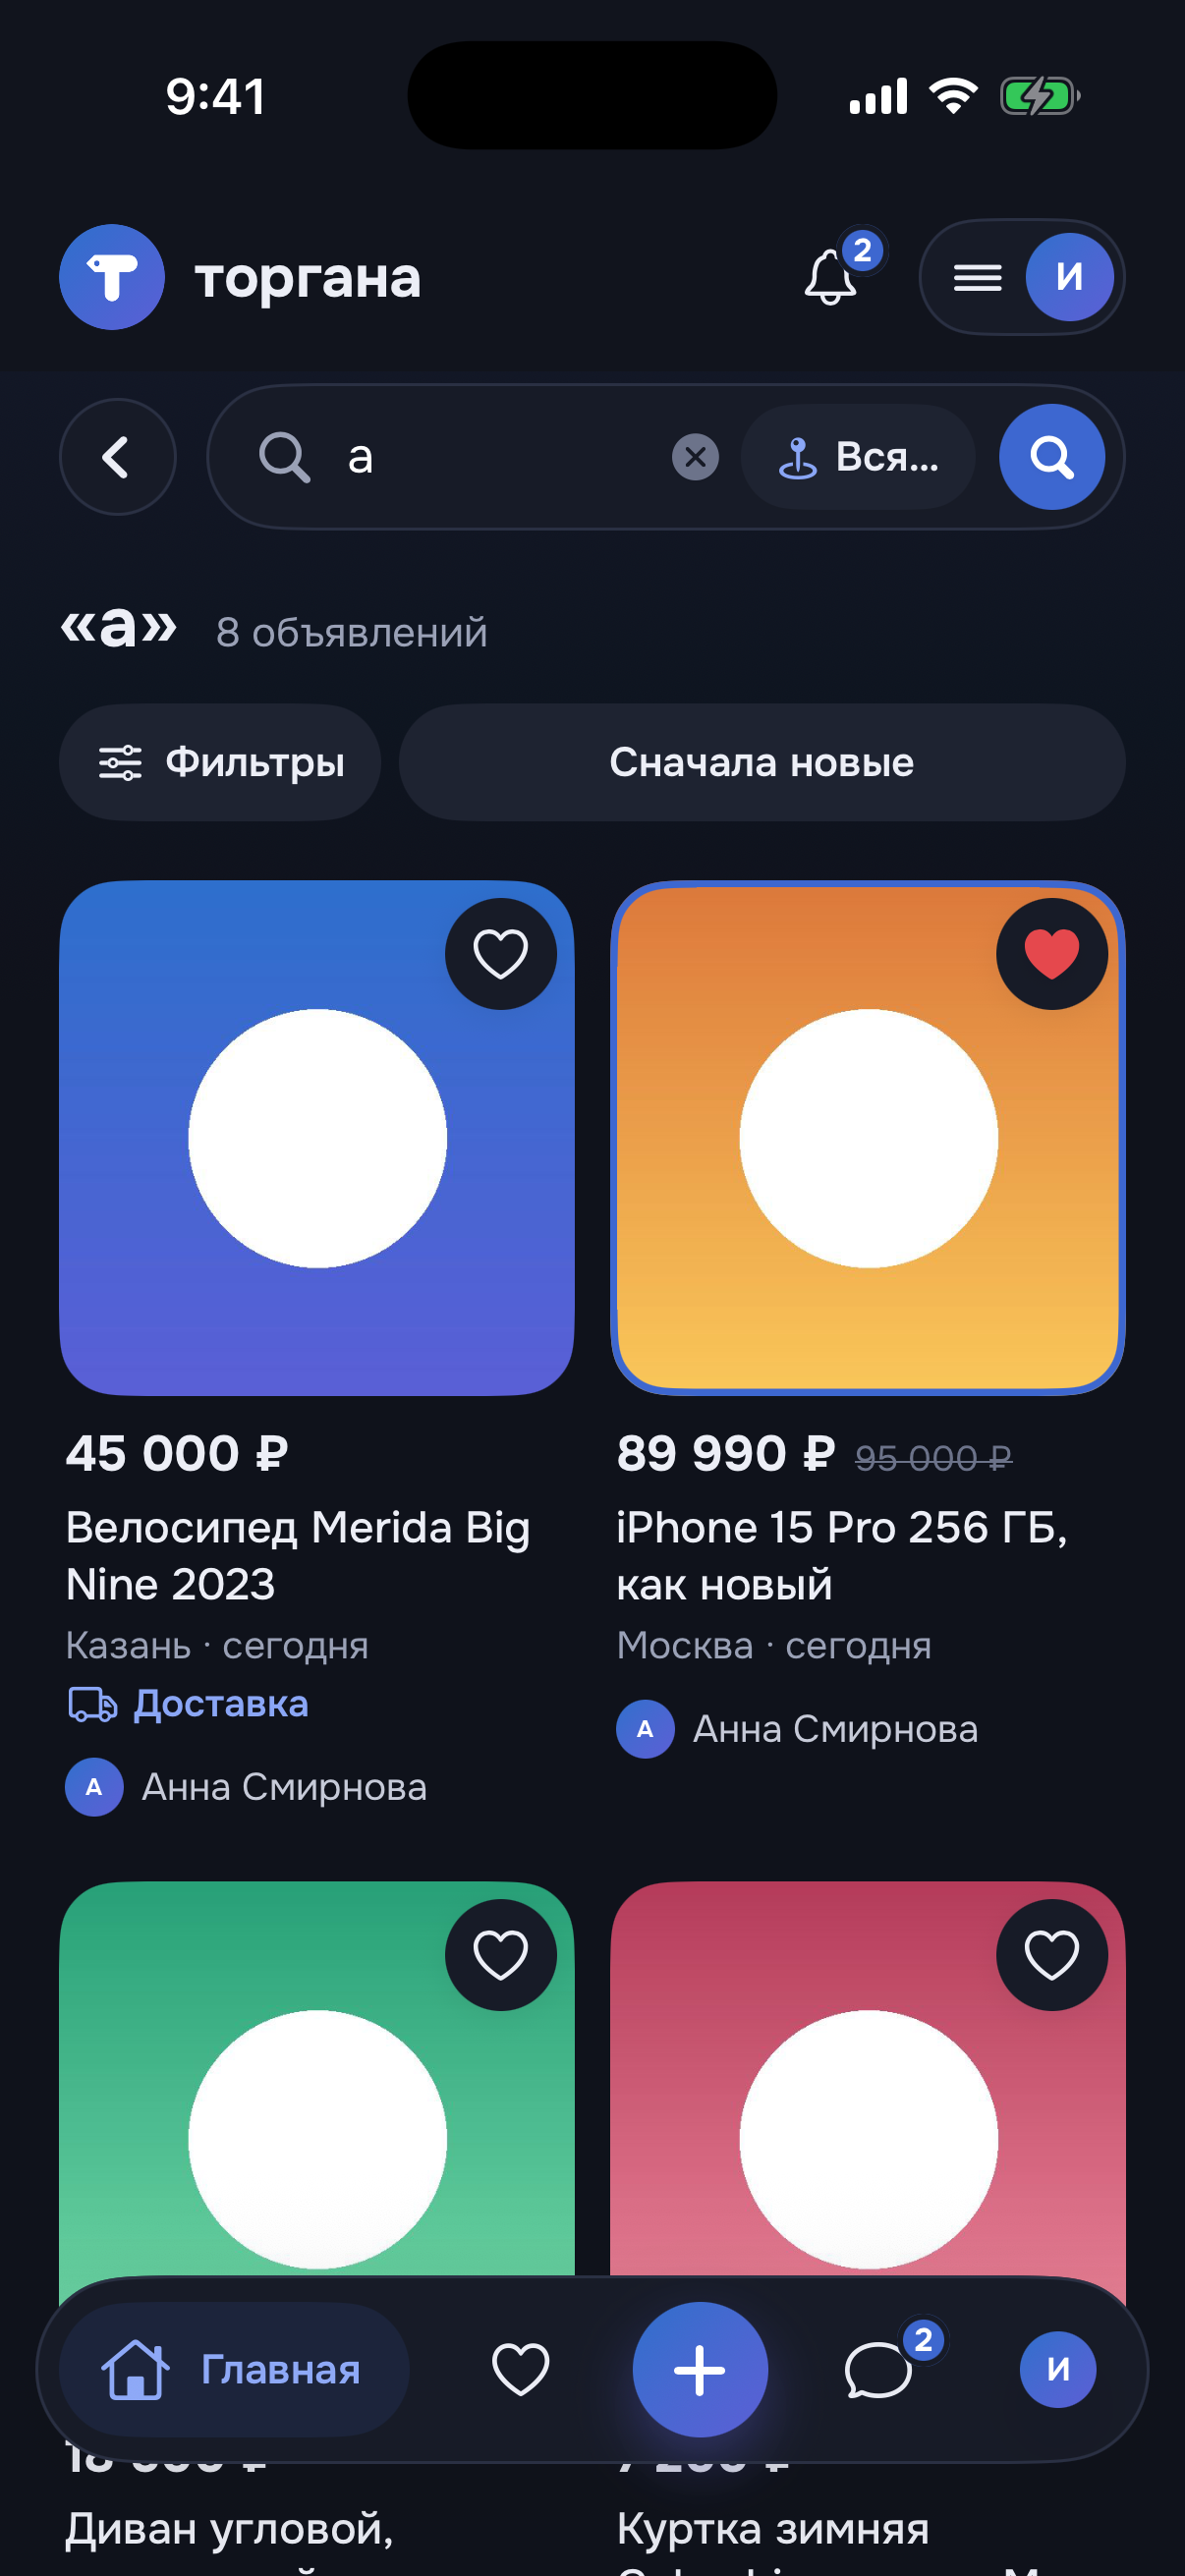 9:41
торгана
2
И
а
Вся...
«а» 8 объявлений
Фильтры
Сначала новые
45 000 ₽
Велосипед Merida Big
Nine 2023
Казань · сегодня
Доставка
А Анна Смирнова
89 990 ₽ 95 000 ₽
iPhone 15 Pro 256 ГБ,
как новый
Москва · сегодня
А Анна Смирнова
Главная
2
И
Диван угловой,
Куртка зимняя